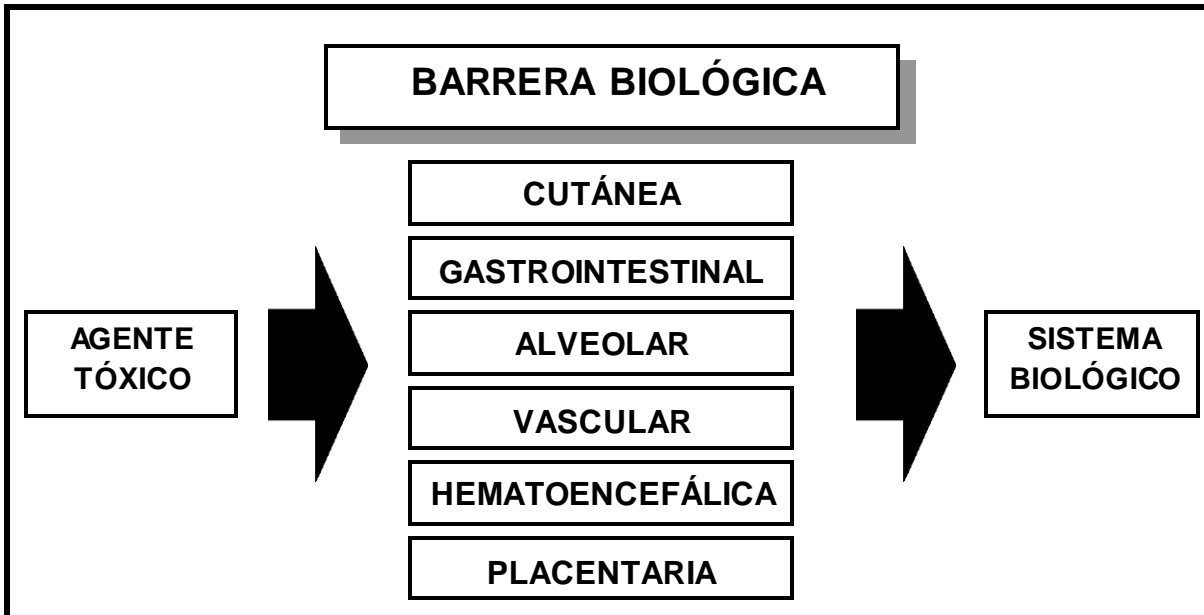 BARRERA BIOLÓGICA
CUTÁNEA
GASTROINTESTINAL
AGENTE
TÓXICO
ALVEOLAR
SISTEMA
BIOLÓGICO
VASCULAR
HEMATOENCEFÁLICA
PLACENTARIA